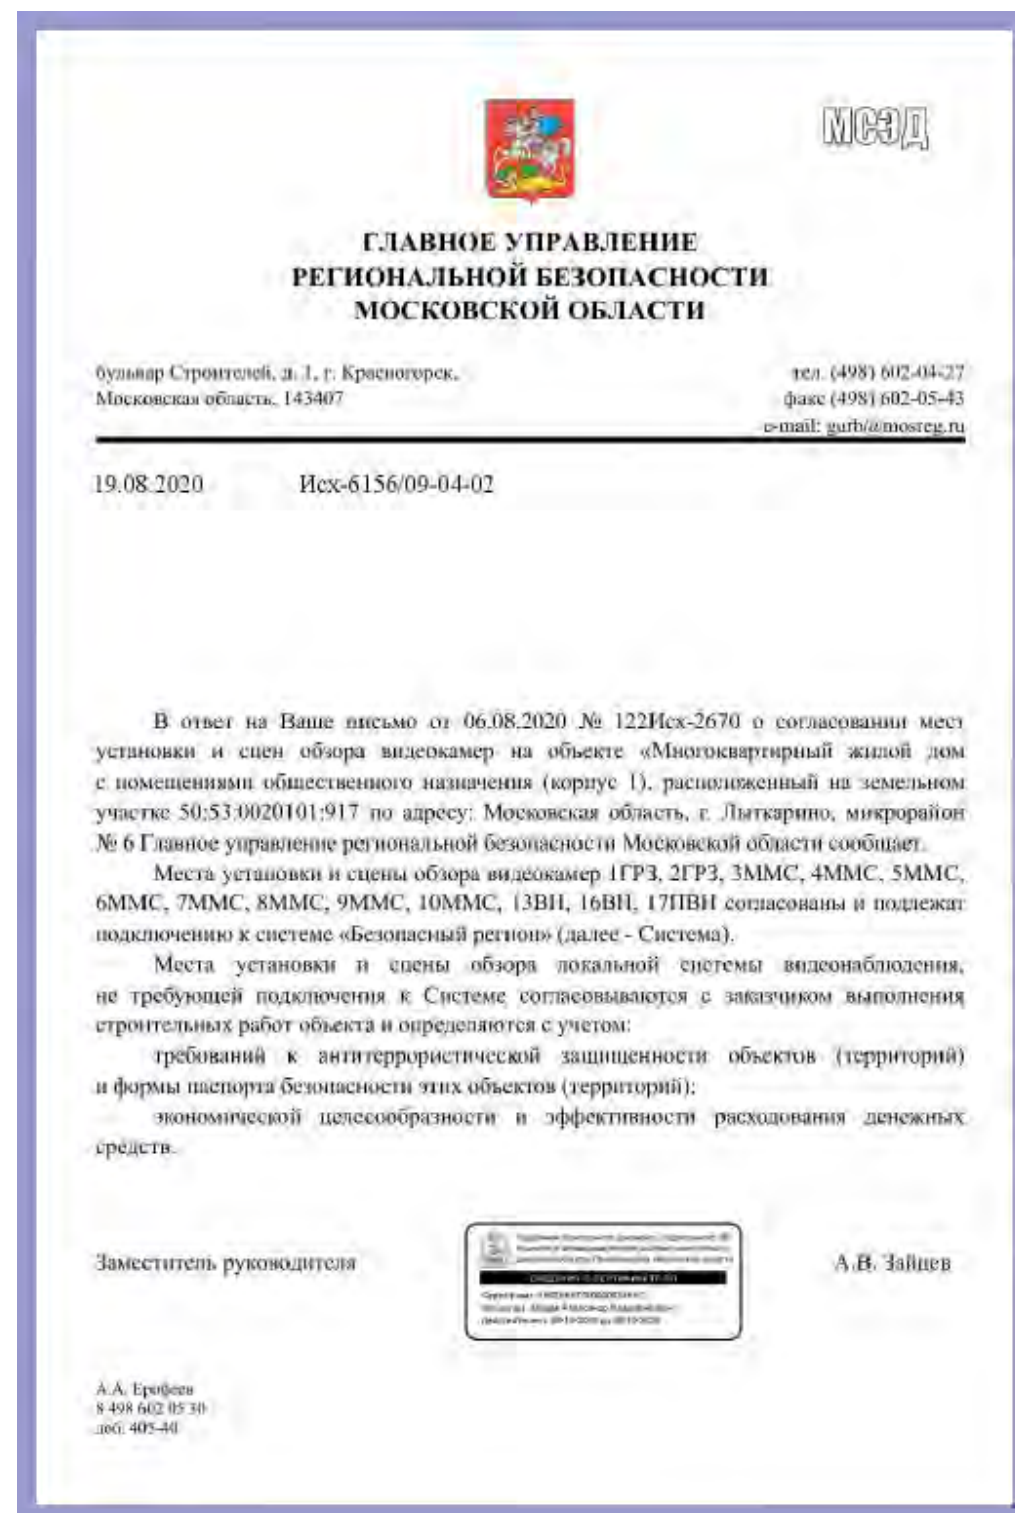 МСЭД
ГЛАВНОЕ УПРАВЛЕНИЕ
РЕГИОНАЛЬНОЙ БЕЗОПАСНОСТИ
МОСКОВСКОЙ ОБЛАСТИ
бульвар Строителей, д. 1, г. Красногорск,
Московская область, 143407
тел. (498) 602-04-27
факс (498) 602-05-43
e-mail: gurb@mosreg.ru
19.08.2020 Исх-6156/09-04-02
В ответ на Ваше письмо от 06.08.2020 № 122Исх-2670 о согласовании мест
установки и сцен обзора видеокамер на объекте «Многоквартирный жилой дом
с помещениями общественного назначения (корпус 1), расположенный на земельном
участке 50:53:0020101:917 по адресу: Московская область, г. Лыткарино, микрорайон
№ 6 Главное управление региональной безопасности Московской области сообщает.
Места установки и сцены обзора видеокамер 1ГРЗ, 2ГРЗ, 3ММС, 4ММС, 5ММС,
6ММС, 7ММС, 8ММС, 9ММС, 10ММС, 13ВН, 16ВН, 17ПВН согласованы и подлежат
подключению к системе «Безопасный регион» (далее - Система).
Места установки и сцены обзора локальной системы видеонаблюдения,
не требующей подключения к Системе согласовываются с заказчиком выполнения
строительных работ объекта и определяются с учетом:
требований к антитеррористической защищенности объектов (территорий)
и формы паспорта безопасности этих объектов (территорий);
экономической целесообразности и эффективности расходования денежных
средств.
Заместитель руководителя
А.В. Зайцев
А.А. Ерофеев
8 498 602 05 30
доб. 405-40